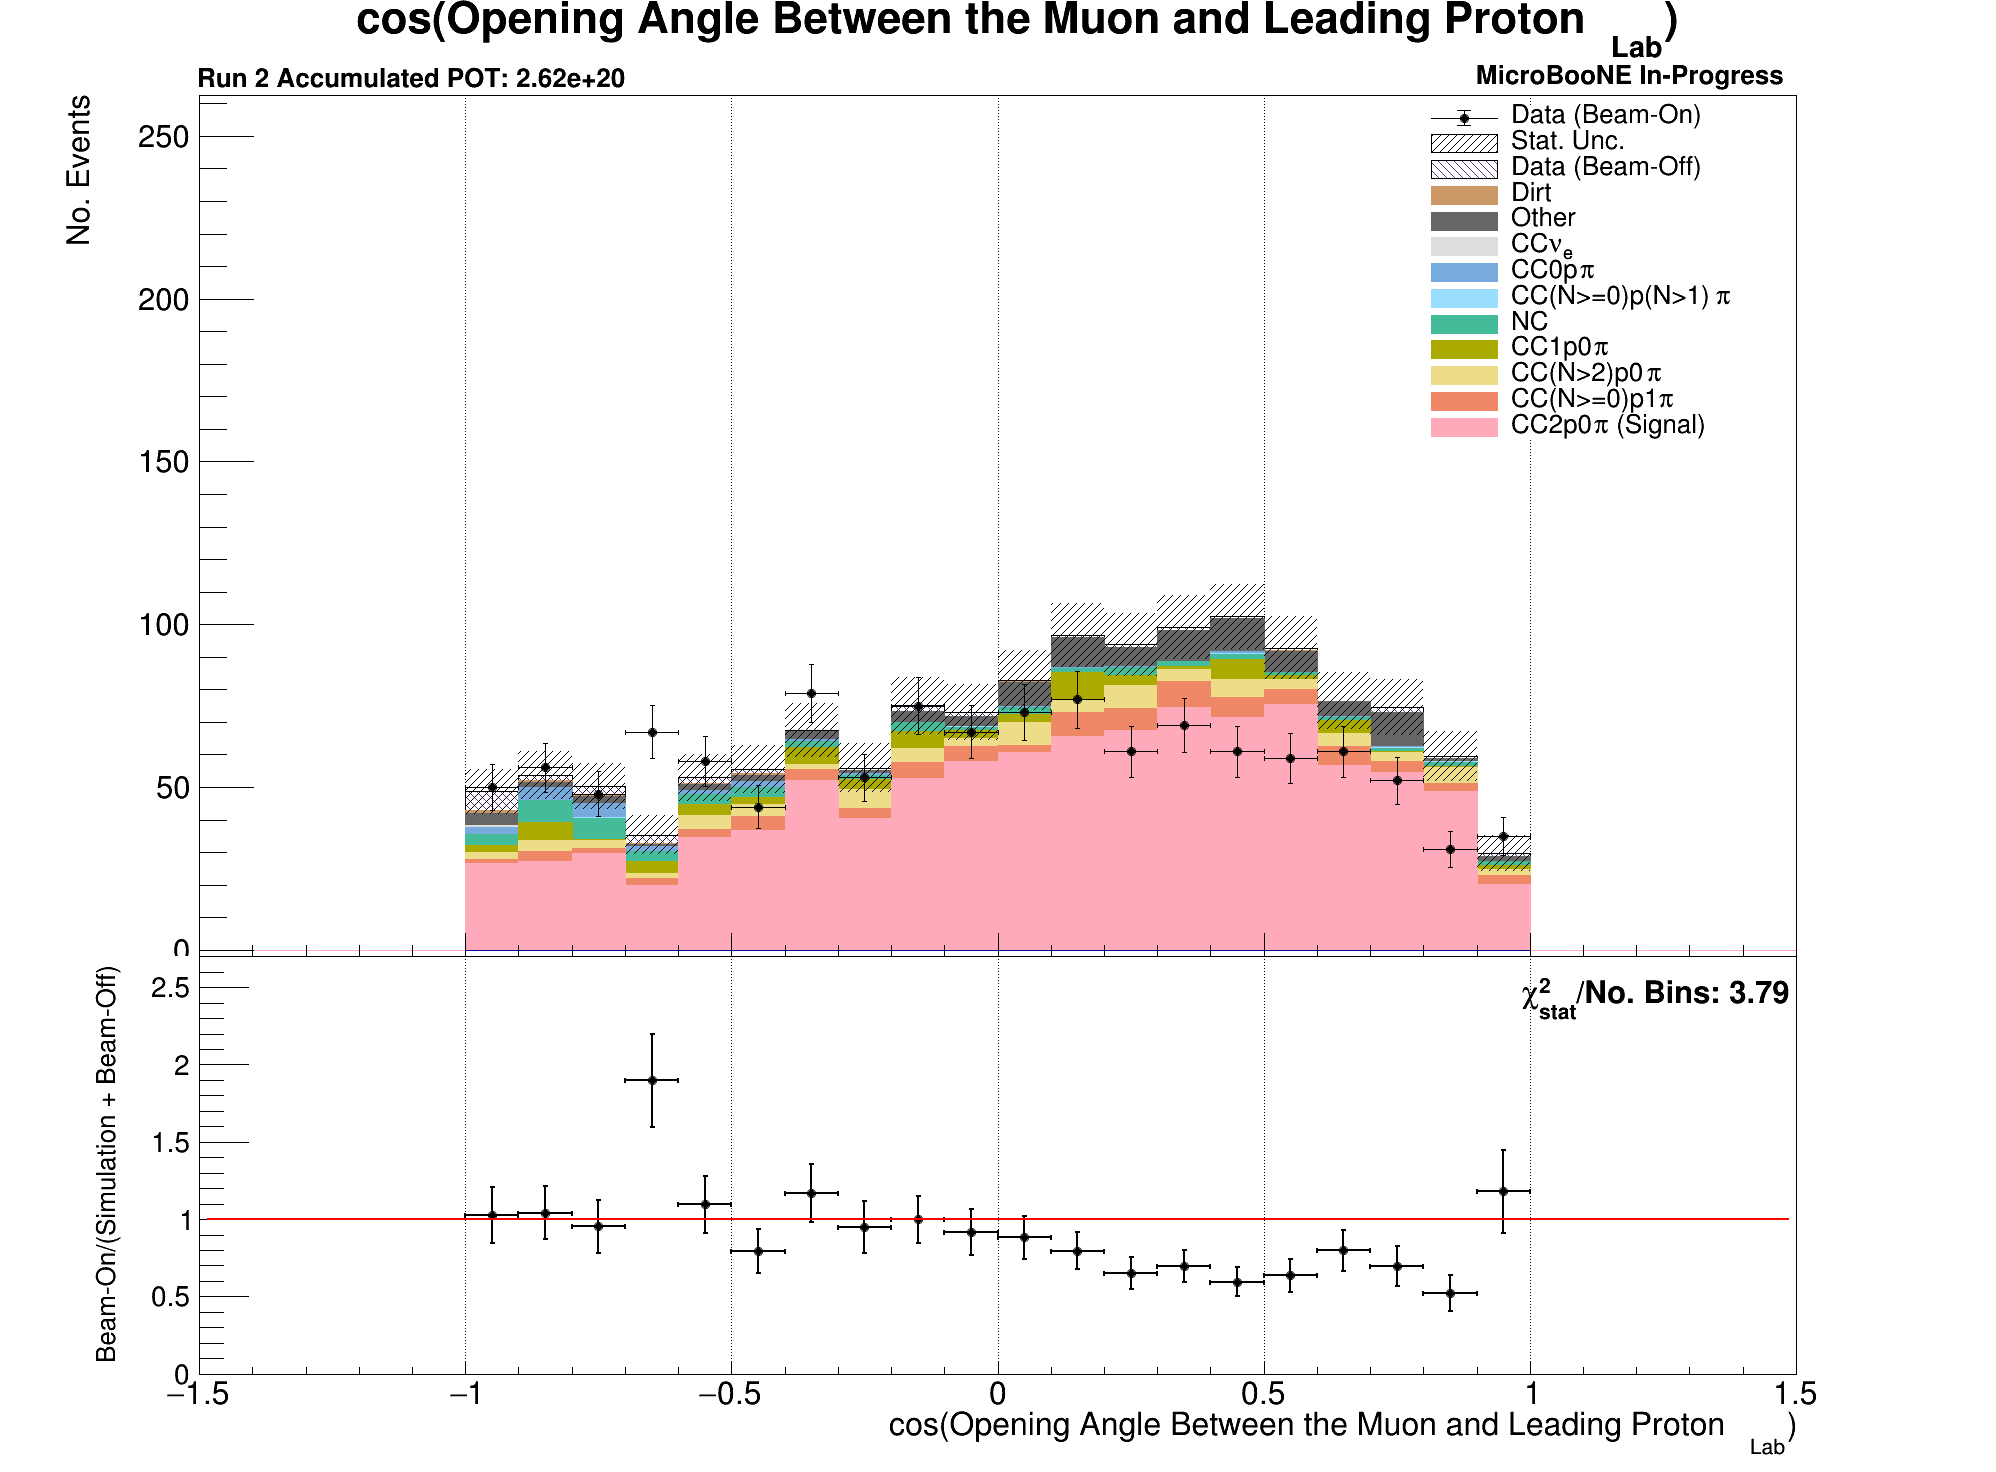 cos(Opening Angle Between the Muon and Leading Proton Lab)
Run 2 Accumulated POT: 2.62e+20
MicroBooNE In-Progress
No. Events
250
200
150
100
50
0
Data (Beam-On)
Stat. Unc.
Data (Beam-Off)
Dirt
Other
CCνe
CC0pπ
CC(N>=0)p(N>1) π
NC
CC1p0π
CC(N>2)p0π
CC(N>=0)p1π
CC2p0π (Signal)
Beam-On/(Simulation + Beam-Off)
2.5
2
1.5
1
0.5
0
χ2stat/No. Bins: 3.79
−1.5 −1 −0.5 0 0.5 1 1.5
cos(Opening Angle Between the Muon and Leading Proton Lab)